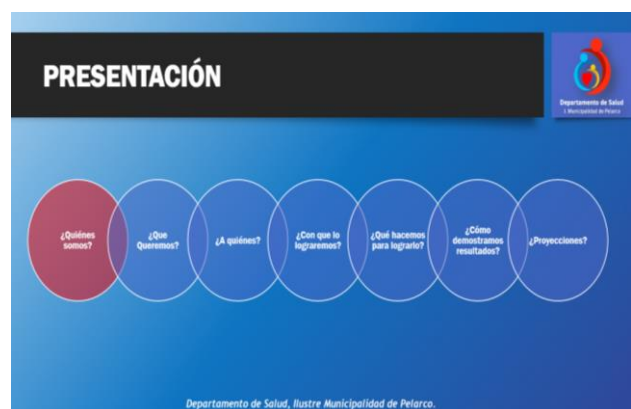 PRESENTACIÓN
Departamento de Salud
I. Municipalidad de Pelarco
¿Quiénes
somos?
¿Que
Queremos?
¿A quiénes?
¿Con que lo
lograremos?
¿Qué hacemos
para lograrlo?
¿Cómo
demostramos
resultados?
¿Proyecciones?
Departamento de Salud, Ilustre Municipalidad de Pelarco.